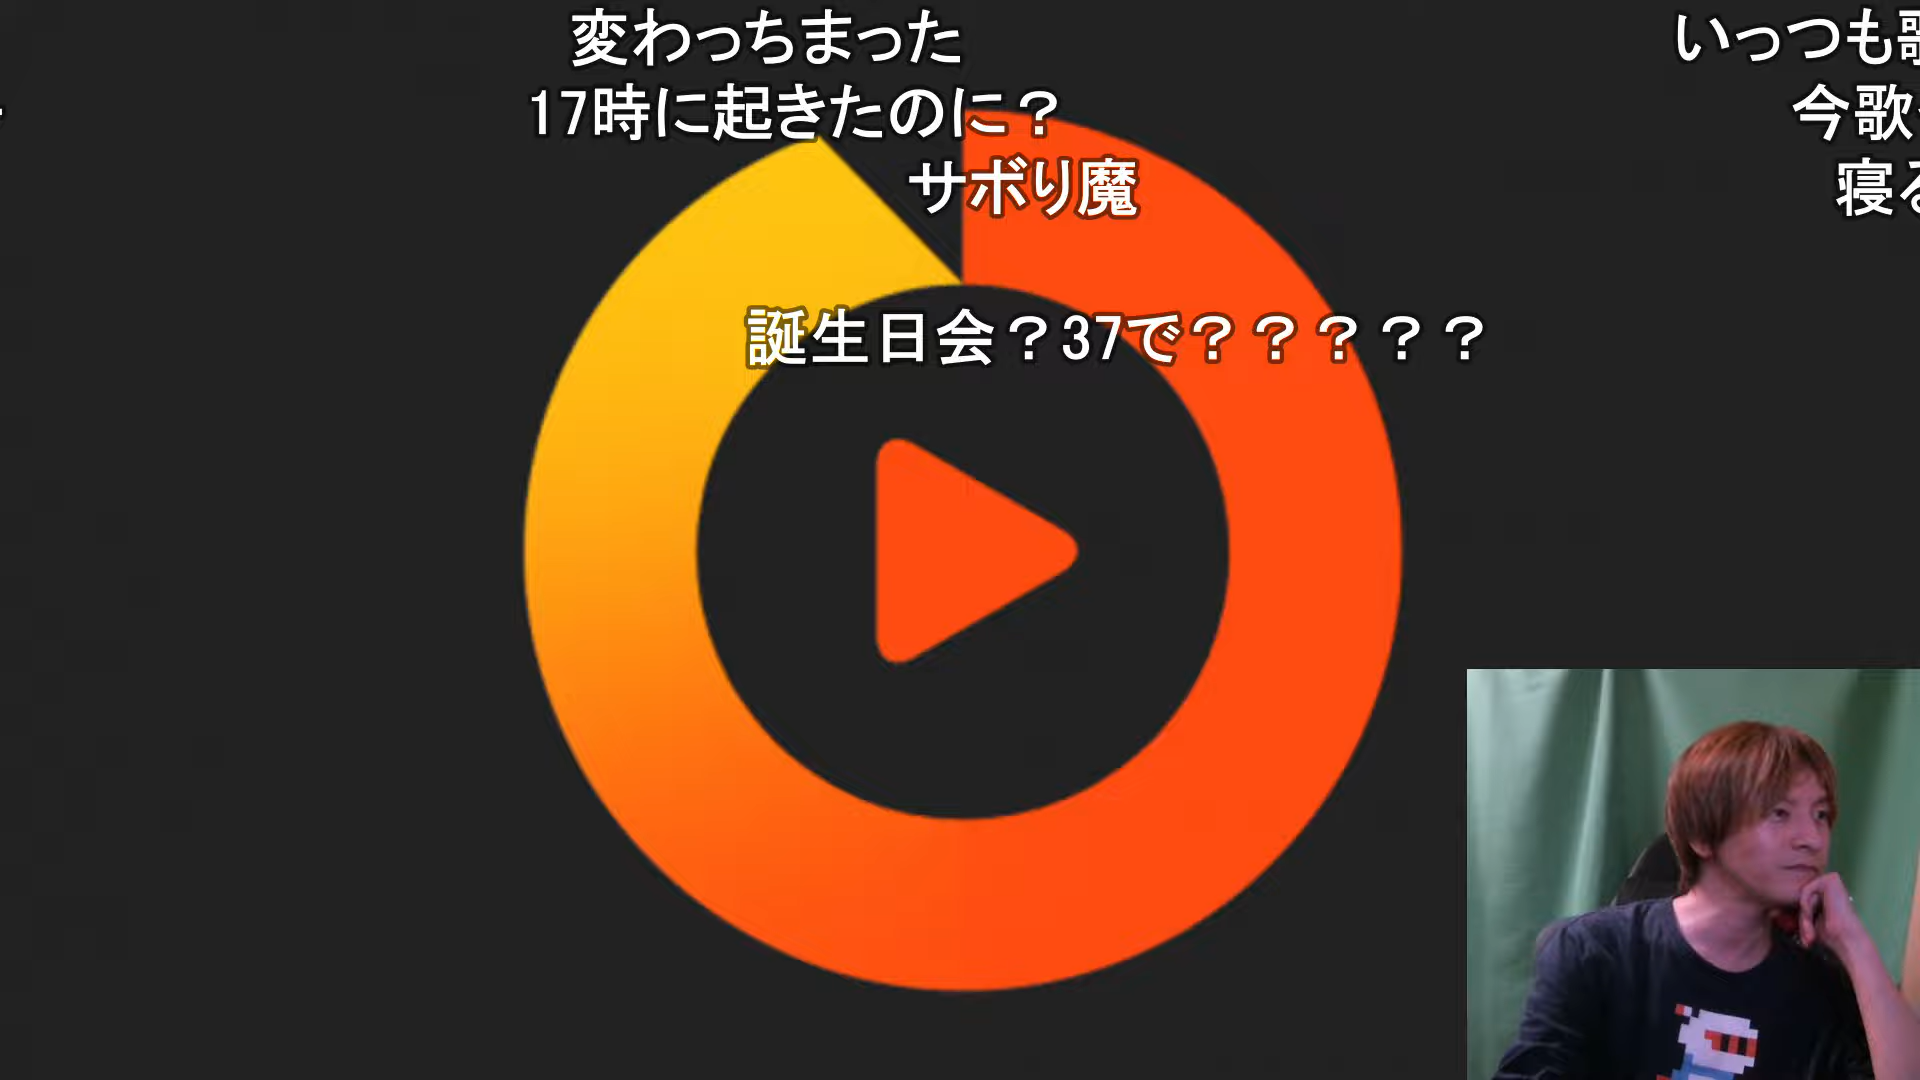 変わっちまった
いっつも歌
17時に起きたのに？
今歌
サボり魔
寝る
誕生日会？37で？？？？？